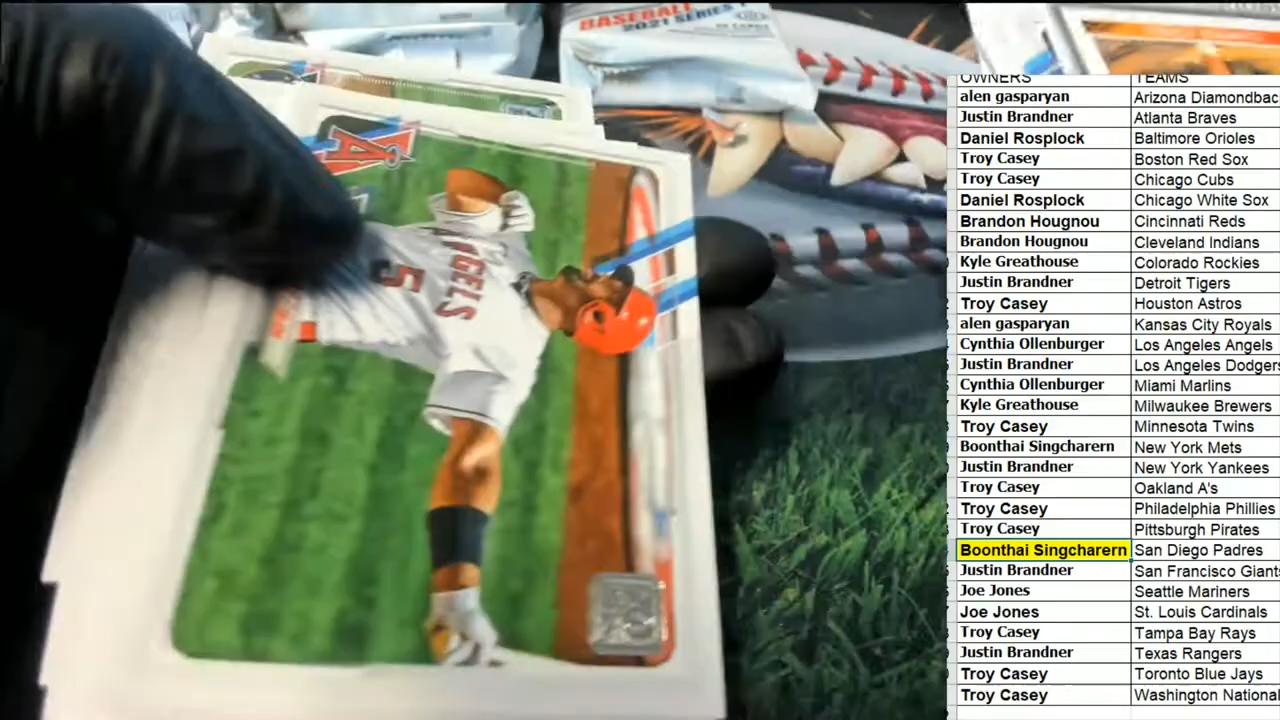 BASEBALL
2021 SERIES 1
A
ANGELS
5
OWNERS TEAMS
alen gasparyan Arizona Diamondbac
Justin Brandner Atlanta Braves
Daniel Rosplock Baltimore Orioles
Troy Casey Boston Red Sox
Troy Casey Chicago Cubs
Daniel Rosplock Chicago White Sox
Brandon Hougnou Cincinnati Reds
Brandon Hougnou Cleveland Indians
Kyle Greathouse Colorado Rockies
Justin Brandner Detroit Tigers
Troy Casey Houston Astros
alen gasparyan Kansas City Royals
Cynthia Ollenburger Los Angeles Angels
Justin Brandner Los Angeles Dodgers
Cynthia Ollenburger Miami Marlins
Kyle Greathouse Milwaukee Brewers
Troy Casey Minnesota Twins
Boonthai Singcharern New York Mets
Justin Brandner New York Yankees
Troy Casey Oakland A's
Troy Casey Philadelphia Phillies
Troy Casey Pittsburgh Pirates
Boonthai Singcharern San Diego Padres
Justin Brandner San Francisco Giants
Joe Jones Seattle Mariners
Joe Jones St. Louis Cardinals
Troy Casey Tampa Bay Rays
Justin Brandner Texas Rangers
Troy Casey Toronto Blue Jays
Troy Casey Washington National